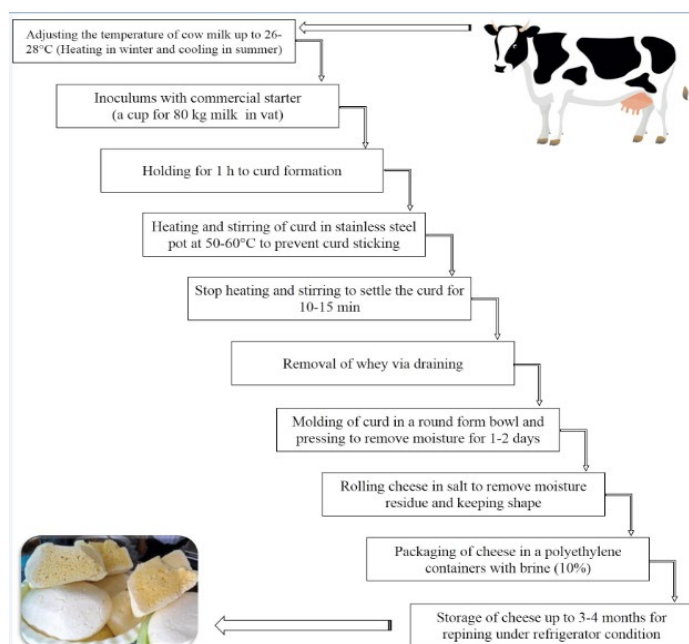 Adjusting the temperature of cow milk up to 26-
28°C (Heating in winter and cooling in summer)
Inoculums with commercial starter
(a cup for 80 kg milk in vat)
Holding for 1 h to curd formation
Heating and stirring of curd in stainless steel
pot at 50-60°C to prevent curd sticking
Stop heating and stirring to settle the curd for
10-15 min
Removal of whey via draining
Molding of curd in a round form bowl and
pressing to remove moisture for 1-2 days
Rolling cheese in salt to remove moisture
residue and keeping shape
Packaging of cheese in a polyethylene
containers with brine (10%)
Storage of cheese up to 3-4 months for
repining under refrigerator condition